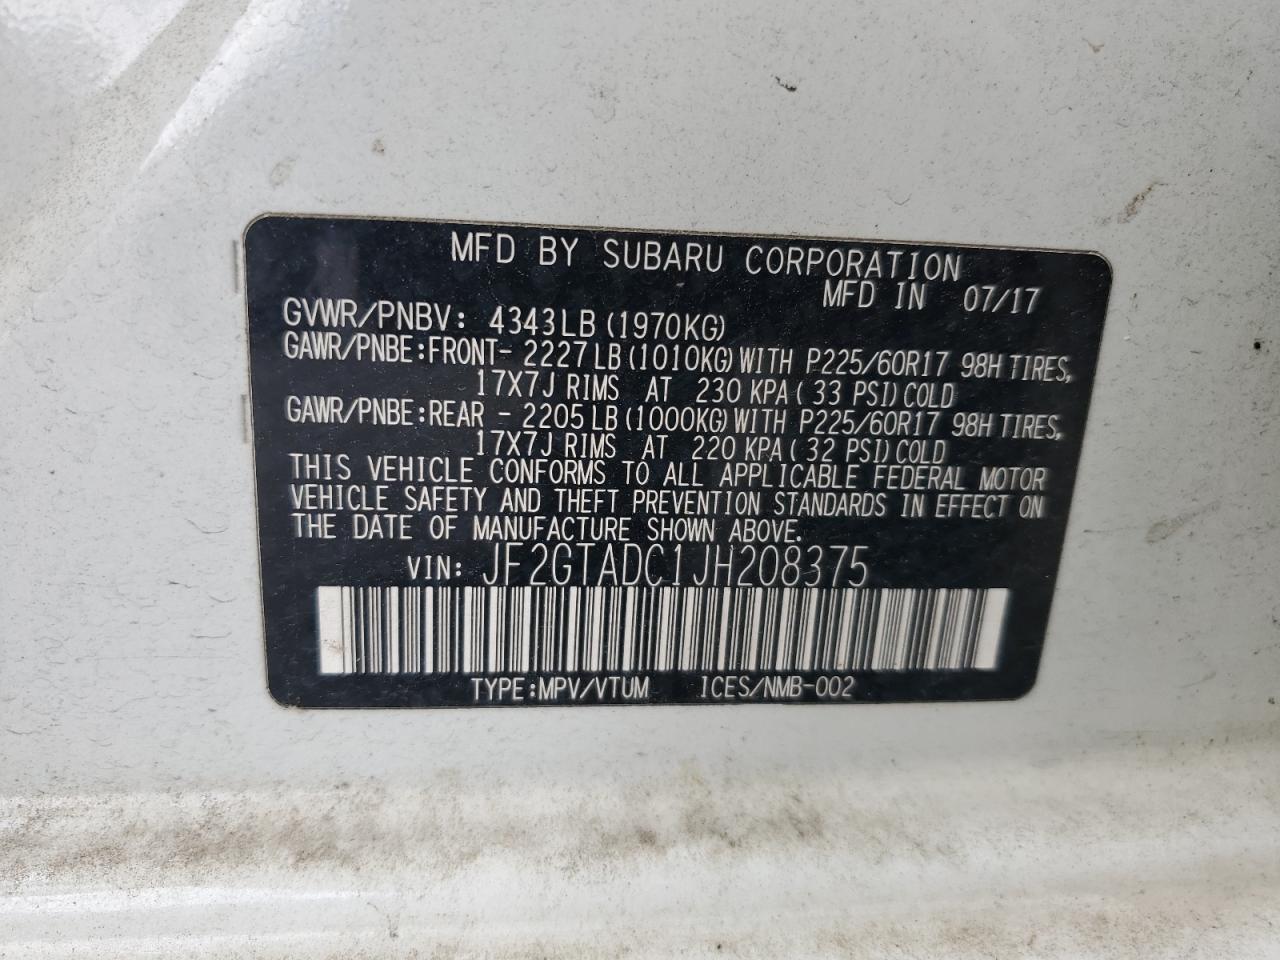 MFD BY SUBARU CORPORATION
MFD IN 07/17
GVWR/PNBV: 4343LB(1970KG)
GAWR/PNBE:FRONT- 2227LB(1010KG)WITH P225/60R17 98H TIRES,
17X7J RIMS AT 230 KPA( 33 PSI)COLD
GAWR/PNBE:REAR - 2205LB(1000KG)WITH P225/60R17 98H TIRES,
17X7J RIMS AT 220 KPA( 32 PSI)COLD
THIS VEHICLE CONFORMS TO ALL APPLICABLE FEDERAL MOTOR
VEHICLE SAFETY AND THEFT PREVENTION STANDARDS IN EFFECT ON
THE DATE OF MANUFACTURE SHOWN ABOVE.
VIN: JF2GTADC1JH208375
TYPE:MPV/VTUM ICES/NMB-002